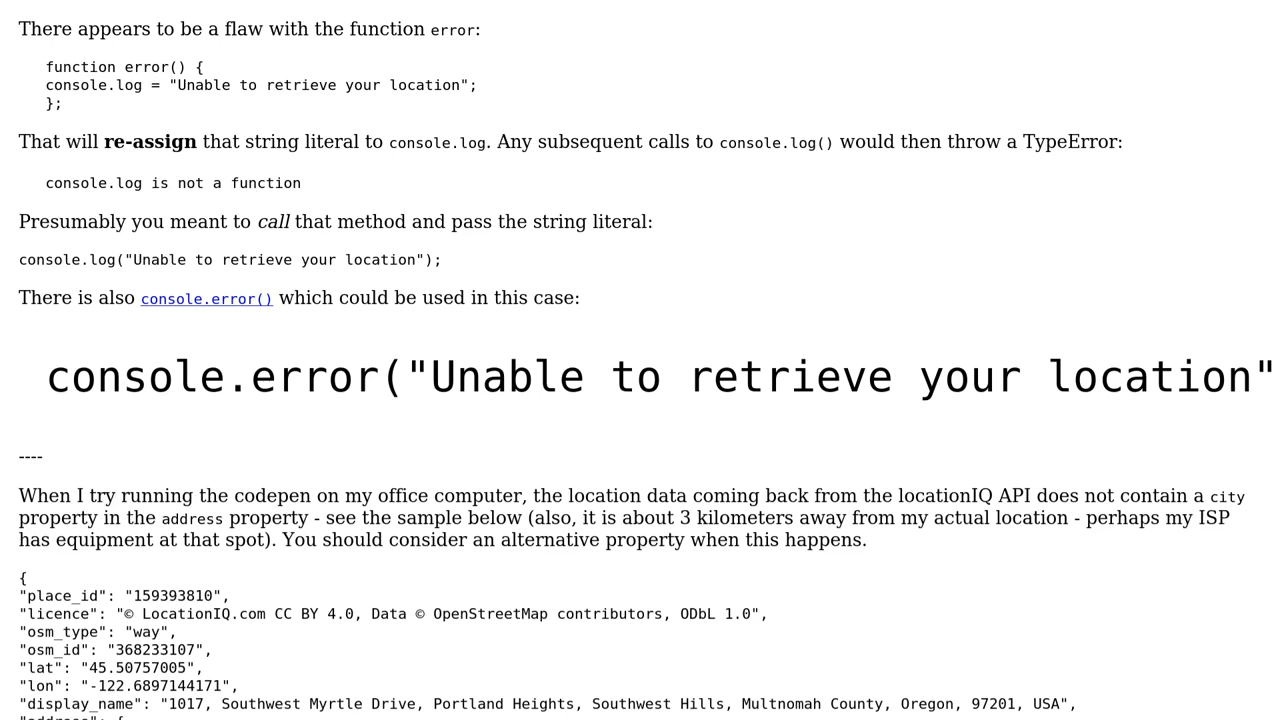 There appears to be a flaw with the function error:
function error() {
console.log = "Unable to retrieve your location";
};
That will re-assign that string literal to console.log. Any subsequent calls to console.log() would then throw a TypeError:
console.log is not a function
Presumably you meant to call that method and pass the string literal:
console.log("Unable to retrieve your location");
There is also console.error() which could be used in this case:
console.error("Unable to retrieve your location"
----
When I try running the codepen on my office computer, the location data coming back from the locationIQ API does not contain a city
property in the address property - see the sample below (also, it is about 3 kilometers away from my actual location - perhaps my ISP
has equipment at that spot). You should consider an alternative property when this happens.
{
"place_id": "159393810",
"licence": "© LocationIQ.com CC BY 4.0, Data © OpenStreetMap contributors, ODbL 1.0",
"osm_type": "way",
"osm_id": "368233107",
"lat": "45.50757005",
"lon": "-122.6897144171",
"display_name": "1017, Southwest Myrtle Drive, Portland Heights, Southwest Hills, Multnomah County, Oregon, 97201, USA",
"address": {